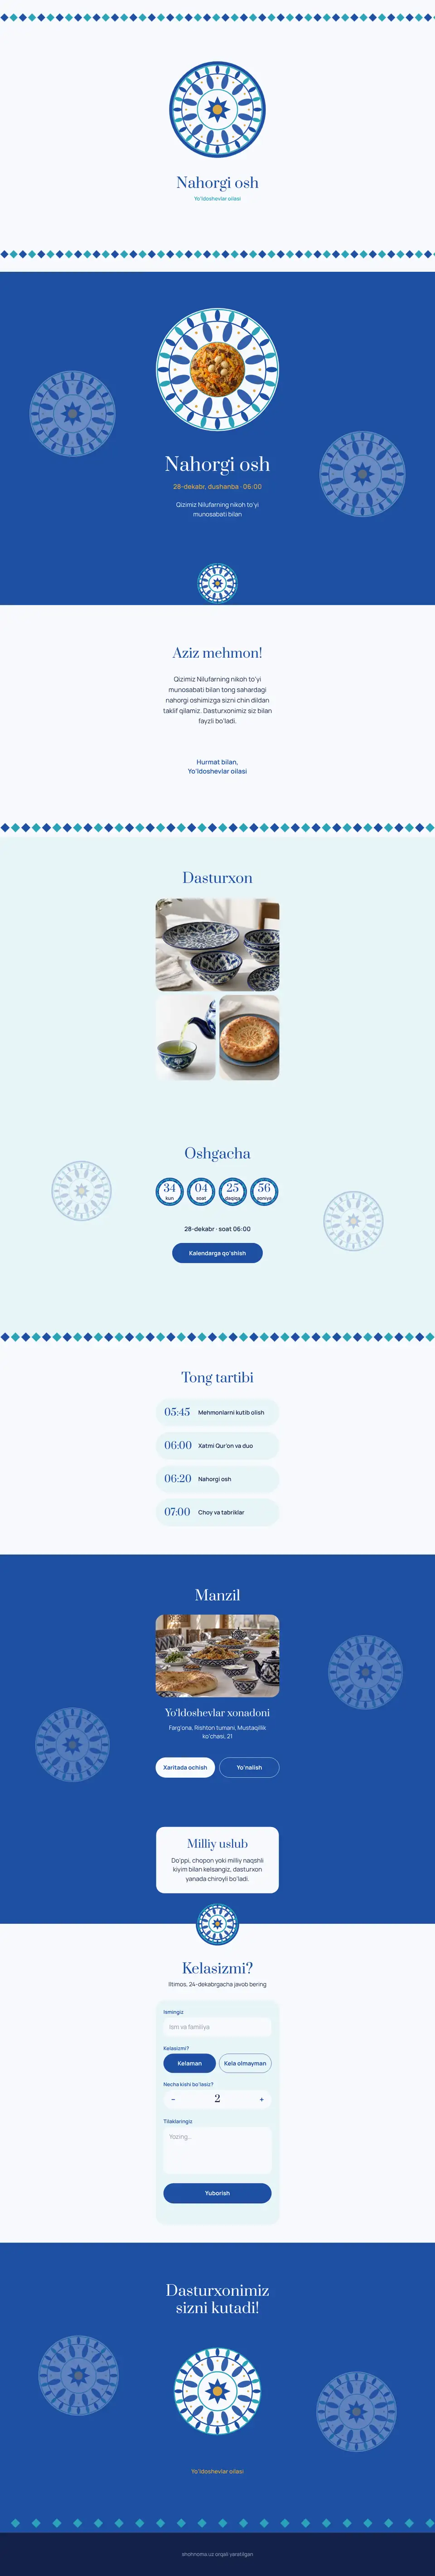 Nahorgi osh
Yo'ldoshevlar oilasi
Nahorgi osh
28-dekabr, dushanba · 06:00
Qizimiz Nilufarning nikoh to'yi
munosabati bilan
Aziz mehmon!
Qizimiz Nilufarning nikoh to'yi
munosabati bilan tong sahardagi
nahorgi oshimizga sizni chin dildan
taklif qilamiz. Dasturxonimiz siz bilan
fayzli bo'ladi.
Hurmat bilan,
Yo'ldoshevlar oilasi
Dasturxon
Oshgacha
34 04 25 56
kun soat daqiqa soniya
28-dekabr · soat 06:00
Kalendarga qo'shish
Tong tartibi
05:45 Mehmonlarni kutib olish
06:00 Xatmi Qur'on va duo
06:20 Nahorgi osh
07:00 Choy va tabriklar
Manzil
Yo'ldoshevlar xonadoni
Farg'ona, Rishton tumani, Mustaqillik
ko'chasi, 21
Xaritada ochish Yo'nalish
Milliy uslub
Do'ppi, chopon yoki milliy naqshli
kiyim bilan kelsangiz, dasturxon
yanada chiroyli bo'ladi.
Kelasizmi?
Iltimos, 24-dekabrgacha javob bering
Ismingiz
Ism va familiya
Kelasizmi?
Kelaman Kela olmayman
Necha kishi bo'lasiz?
− 2 +
Tilaklaringiz
Yozing...
Yuborish
Dasturxonimiz
sizni kutadi!
Yo'ldoshevlar oilasi
shohnoma.uz orqali yaratilgan